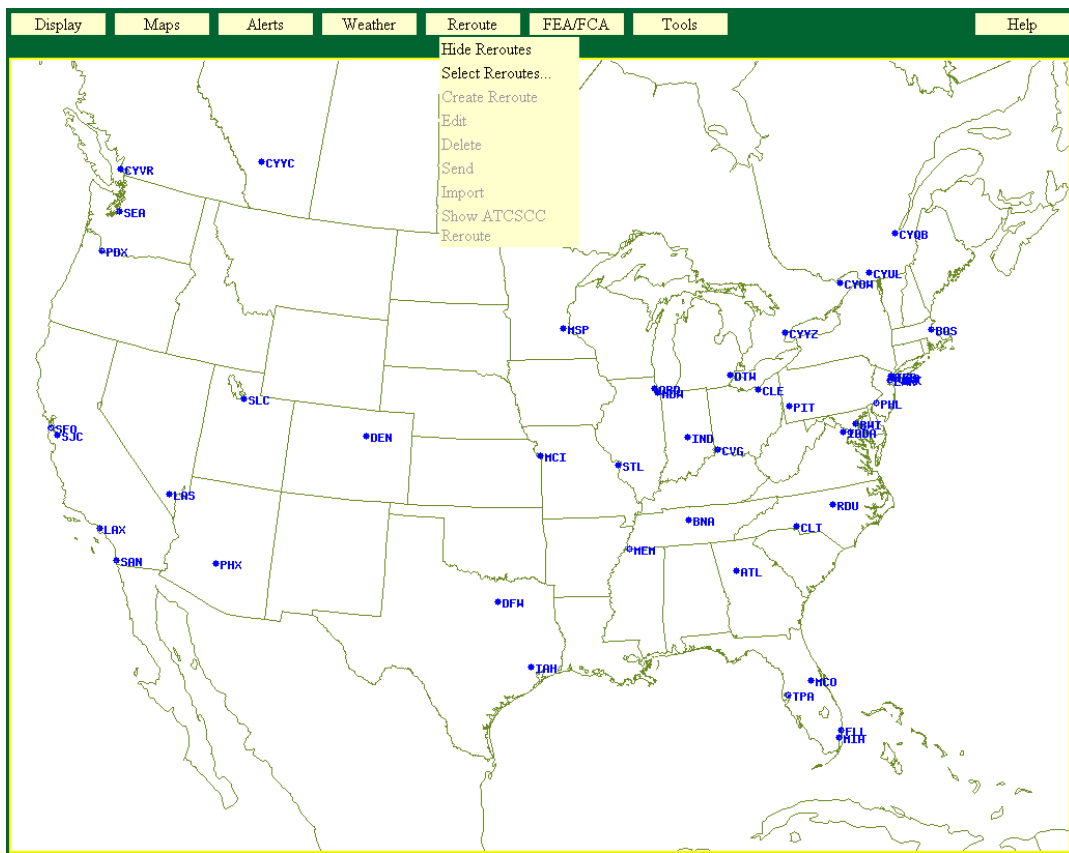 Display Maps Alerts Weather Reroute FEA/FCA Tools Help
Hide Reroutes
Select Reroutes...
Create Reroute
Edit
Delete
Send
Import
Show ATCSCC
Reroute
CYVR
CYYC
SEA
CYQB
PDX
CYUL
CYOW
MSP
BOS
CYYZ
DTW
CLE
SLC
PHL
PIT
SFO
SJC
BWI
DEN
IND
CVG
MCI
STL
LAS
RDU
BNA
LAX
CLT
MEM
SAN
PHX
ATL
DFW
IAH
MCO
TPA
FLL
MIA